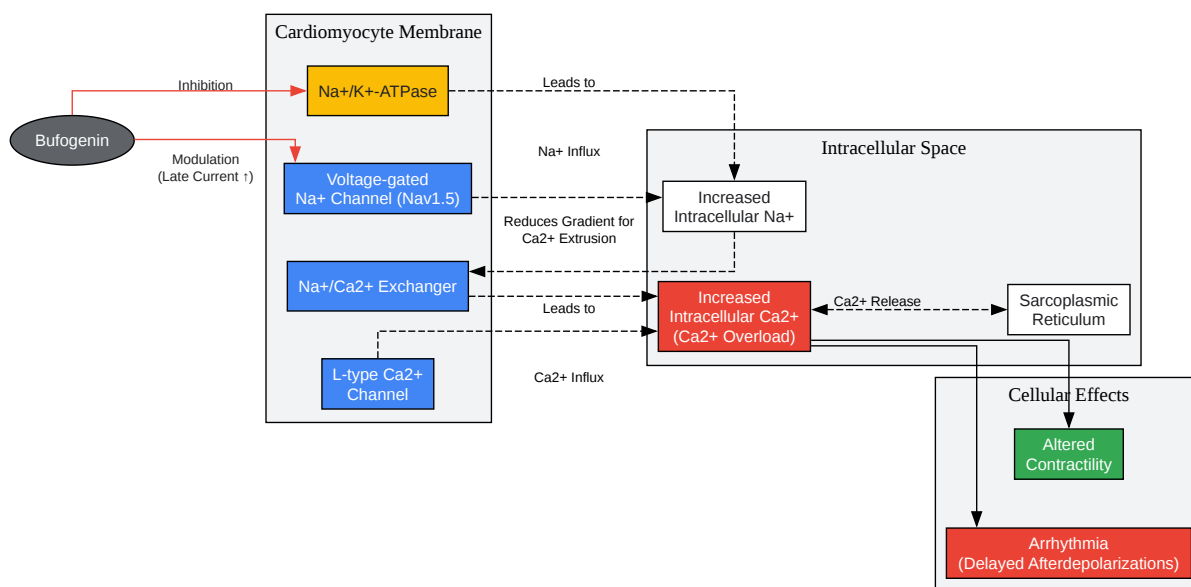 Cardiomyocyte Membrane
Na+/K+-ATPase
Inhibition
Leads to
Bufogenin
Modulation
(Late Current ↑)
Voltage-gated
Na+ Channel (Nav1.5)
Na+ Influx
Intracellular Space
Increased
Intracellular Na+
Reduces Gradient for
Ca2+ Extrusion
Na+/Ca2+ Exchanger
Leads to
Increased
Intracellular Ca2+
(Ca2+ Overload)
Ca2+ Release
Sarcoplasmic
Reticulum
L-type Ca2+
Channel
Ca2+ Influx
Cellular Effects
Altered
Contractility
Arrhythmia
(Delayed Afterdepolarizations)